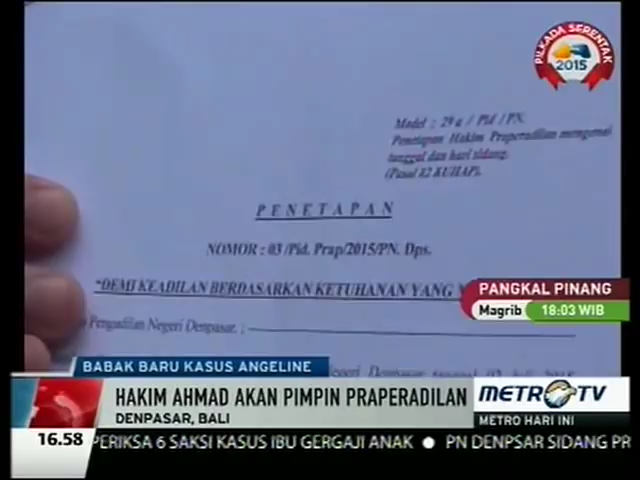 PILKADA SERENTAK
2015
Model : 29 a / Pid / PN.
Penetapan Hakim Praperadilan mengenai
tanggal dan hari sidang.
(Pasal 82 KUHAP).
PENETAPAN
NOMOR : 03 /Pid. Prap/2015/PN. Dps.
"DEMI KEADILAN BERDASARKAN KETUHANAN YANG
PANGKAL PINANG
Magrib 18:03 WIB
Pengadilan Negeri Denpasar. ;
BABAK BARU KASUS ANGELINE
HAKIM AHMAD AKAN PIMPIN PRAPERADILAN
DENPASAR, BALI
METRO TV
METRO HARI INI
16.58 PERIKSA 6 SAKSI KASUS IBU GERGAJI ANAK ● PN DENPSAR SIDANG PR